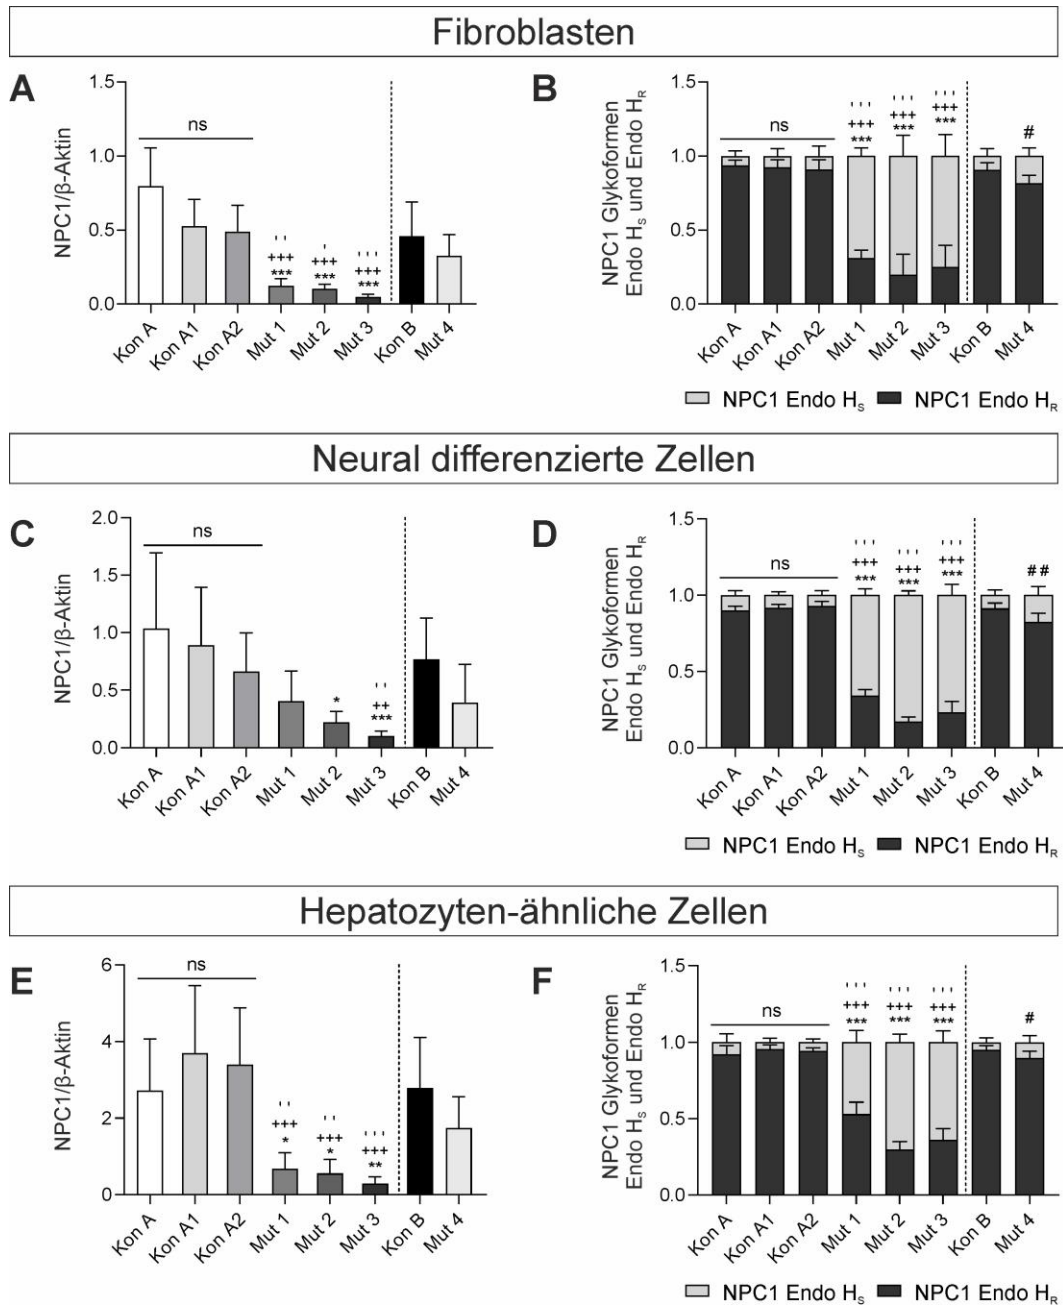 Fibroblasten
A
NPC1/β-Aktin
1.5
1.0
0.5
0.0
ns
' '
+++
***
'
+++
***
' ' '
+++
***
Kon A
Kon A1
Kon A2
Mut 1
Mut 2
Mut 3
Kon B
Mut 4
B
NPC1 Glykoformen
Endo HS und Endo HR
1.5
1.0
0.5
0.0
ns
' ' '
+++
***
' ' '
+++
***
' ' '
+++
***
#
Kon A
Kon A1
Kon A2
Mut 1
Mut 2
Mut 3
Kon B
Mut 4
NPC1 Endo HS NPC1 Endo HR
Neural differenzierte Zellen
C
NPC1/β-Aktin
2.0
1.5
1.0
0.5
0.0
ns
*
' '
++
***
Kon A
Kon A1
Kon A2
Mut 1
Mut 2
Mut 3
Kon B
Mut 4
D
NPC1 Glykoformen
Endo HS und Endo HR
1.5
1.0
0.5
0.0
ns
' ' '
+++
***
' ' '
+++
***
' ' '
+++
***
##
Kon A
Kon A1
Kon A2
Mut 1
Mut 2
Mut 3
Kon B
Mut 4
NPC1 Endo HS NPC1 Endo HR
Hepatozyten-ähnliche Zellen
E
NPC1/β-Aktin
6
4
2
0
ns
' '
+++
*
' '
+++
*
' ' '
+++
**
Kon A
Kon A1
Kon A2
Mut 1
Mut 2
Mut 3
Kon B
Mut 4
F
NPC1 Glykoformen
Endo HS und Endo HR
1.5
1.0
0.5
0.0
ns
' ' '
+++
***
' ' '
+++
***
' ' '
+++
***
#
Kon A
Kon A1
Kon A2
Mut 1
Mut 2
Mut 3
Kon B
Mut 4
NPC1 Endo HS NPC1 Endo HR